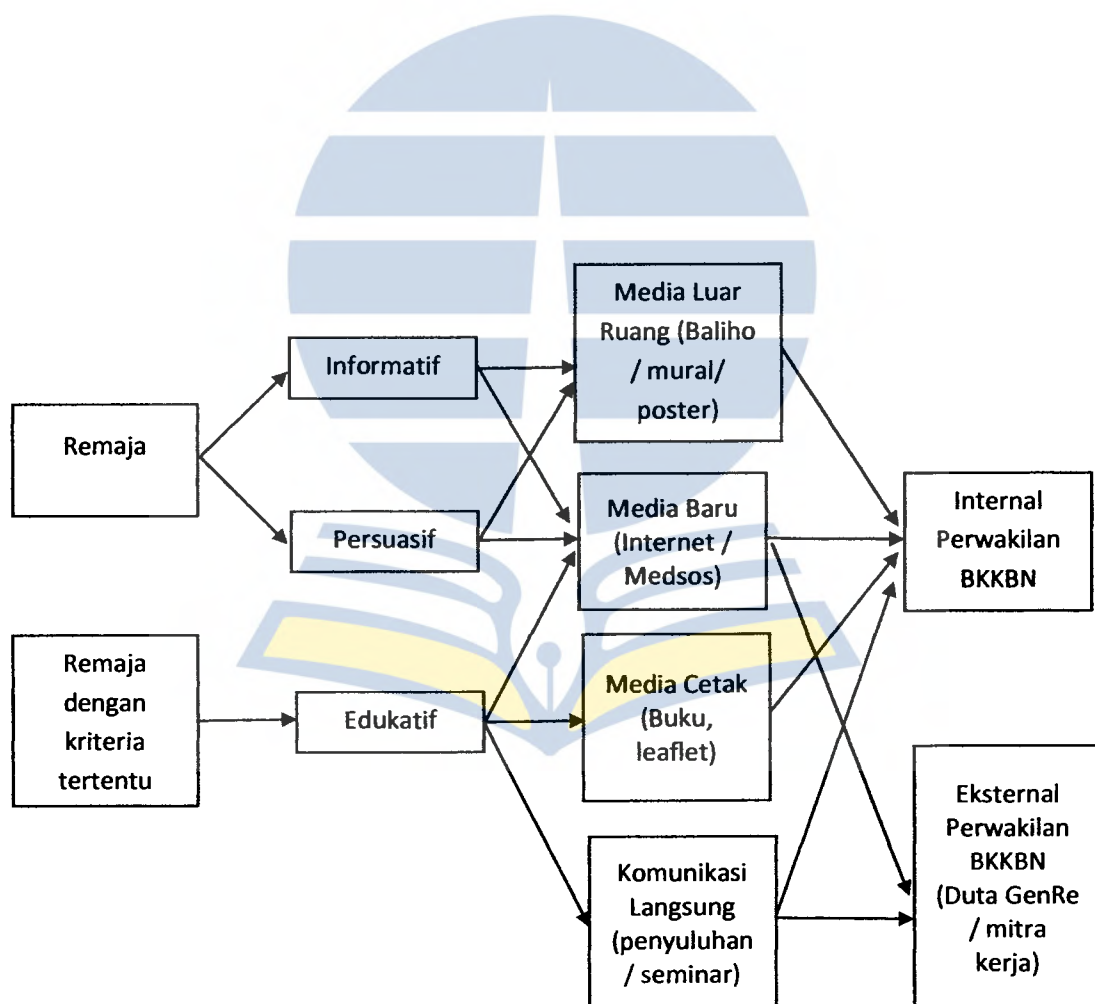 Remaja
Remaja
dengan
kriteria
tertentu
Informatif
Persuasif
Edukatif
Media Luar
Ruang (Baliho
/ mural/
poster)
Media Baru
(Internet /
Medsos)
Media Cetak
(Buku,
leaflet)
Komunikasi
Langsung
(penyuluhan
/ seminar)
Internal
Perwakilan
BKKBN
Eksternal
Perwakilan
BKKBN
(Duta GenRe
/ mitra
kerja)